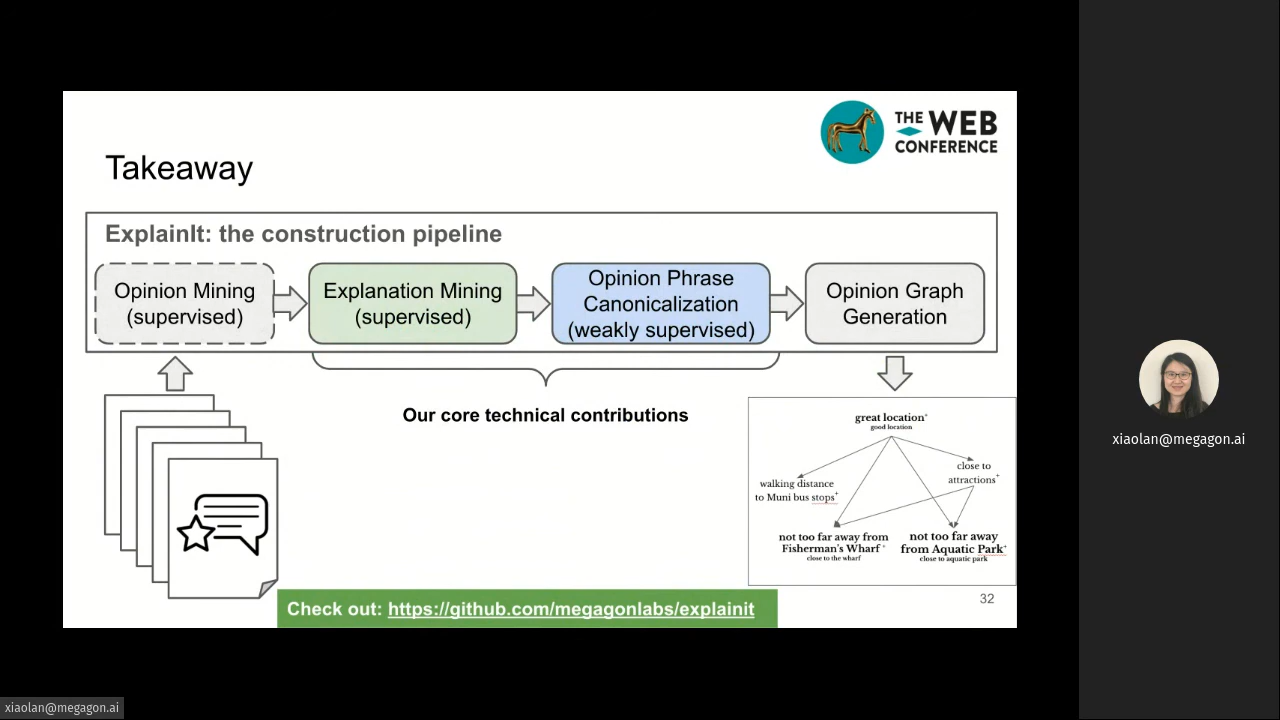 THE WEB
CONFERENCE
Takeaway
ExplainIt: the construction pipeline
Opinion Mining
(supervised)
Explanation Mining
(supervised)
Opinion Phrase
Canonicalization
(weakly supervised)
Opinion Graph
Generation
Our core technical contributions
great location+
good location
close to
attractions+
walking distance
to Muni bus stops+
not too far away from
Fisherman's Wharf +
close to the wharf
not too far away
from Aquatic Park+
close to aquatic park
32
Check out: https://github.com/megagonlabs/explainit
xiaolan@megagon.ai
xiaolan@megagon.ai